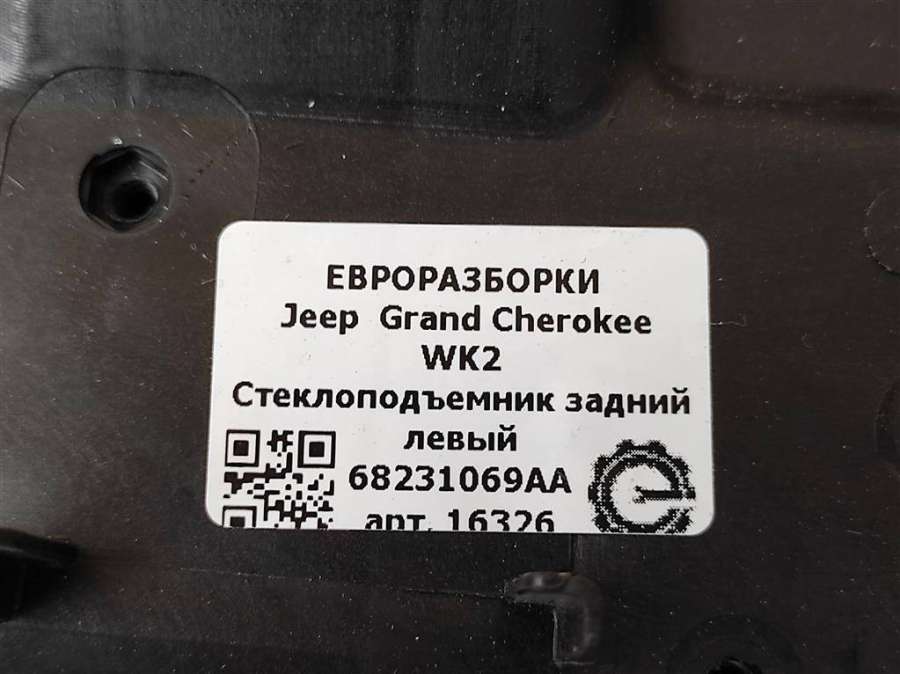 ЕВРОРАЗБОРКИ
Jeep Grand Cherokee
WK2
Стеклоподъемник задний
левый
68231069AA
арт. 16326